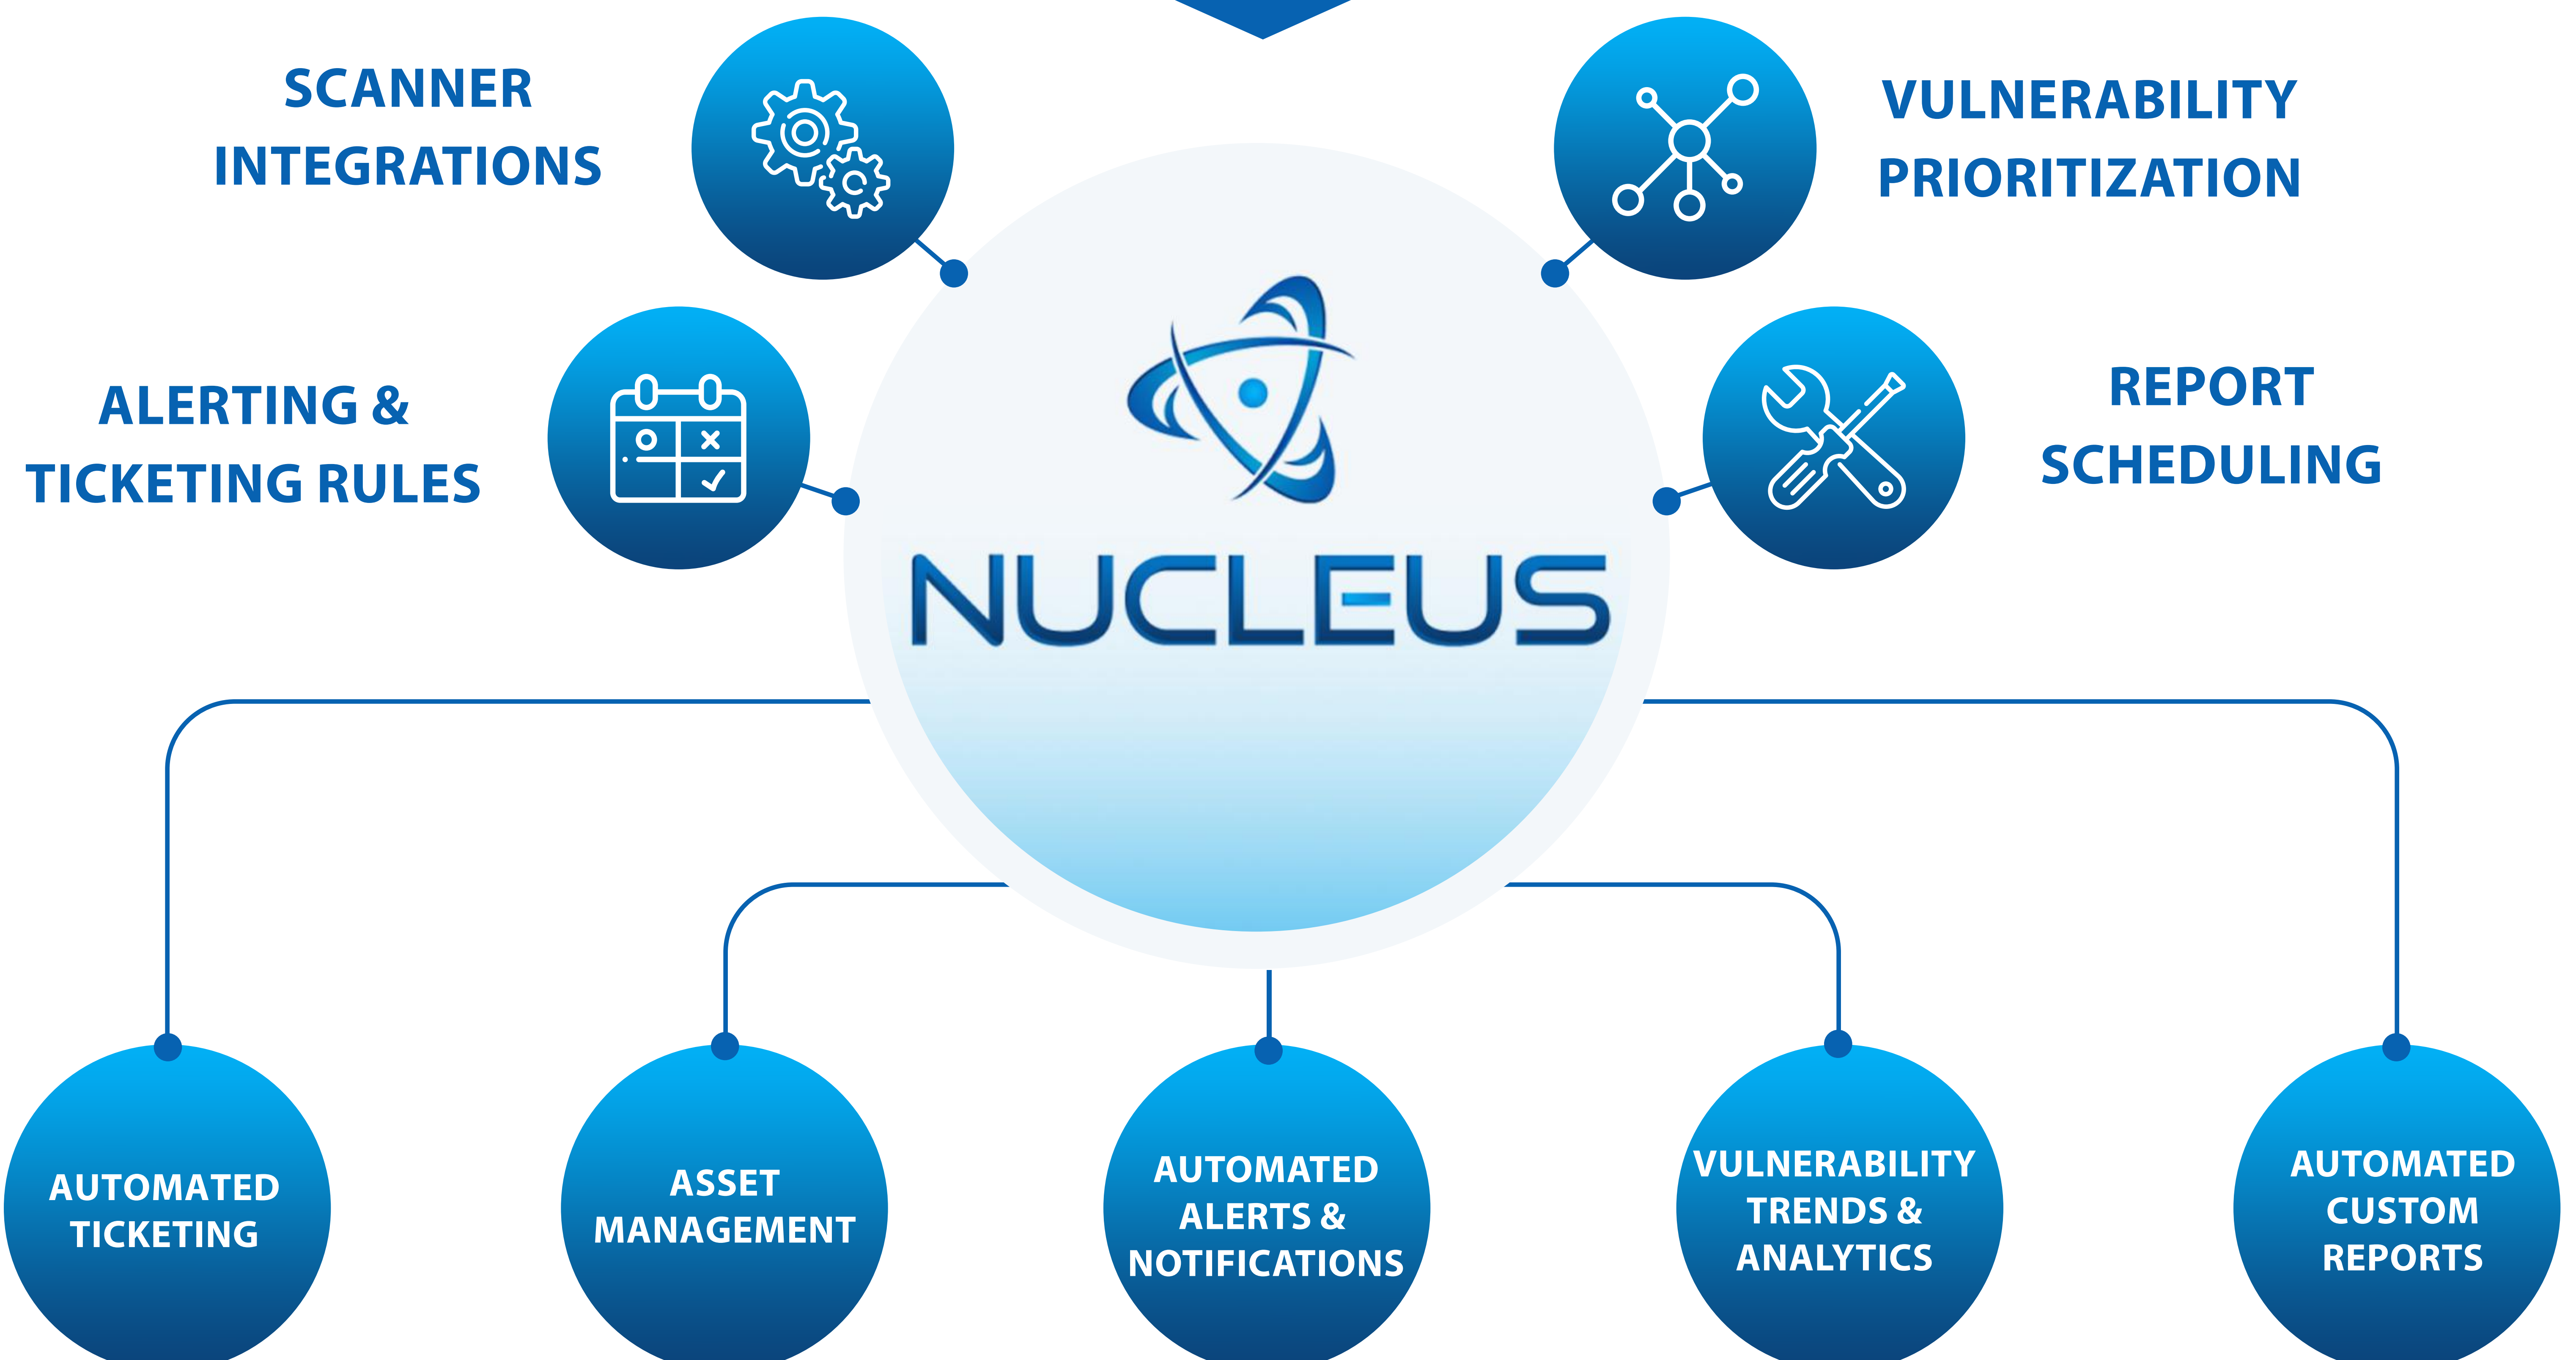 SCANNER
INTEGRATIONS
VULNERABILITY
PRIORITIZATION
ALERTING &
TICKETING RULES
REPORT
SCHEDULING
NUCLEUS
AUTOMATED
TICKETING
ASSET
MANAGEMENT
AUTOMATED
ALERTS &
NOTIFICATIONS
VULNERABILITY
TRENDS &
ANALYTICS
AUTOMATED
CUSTOM
REPORTS